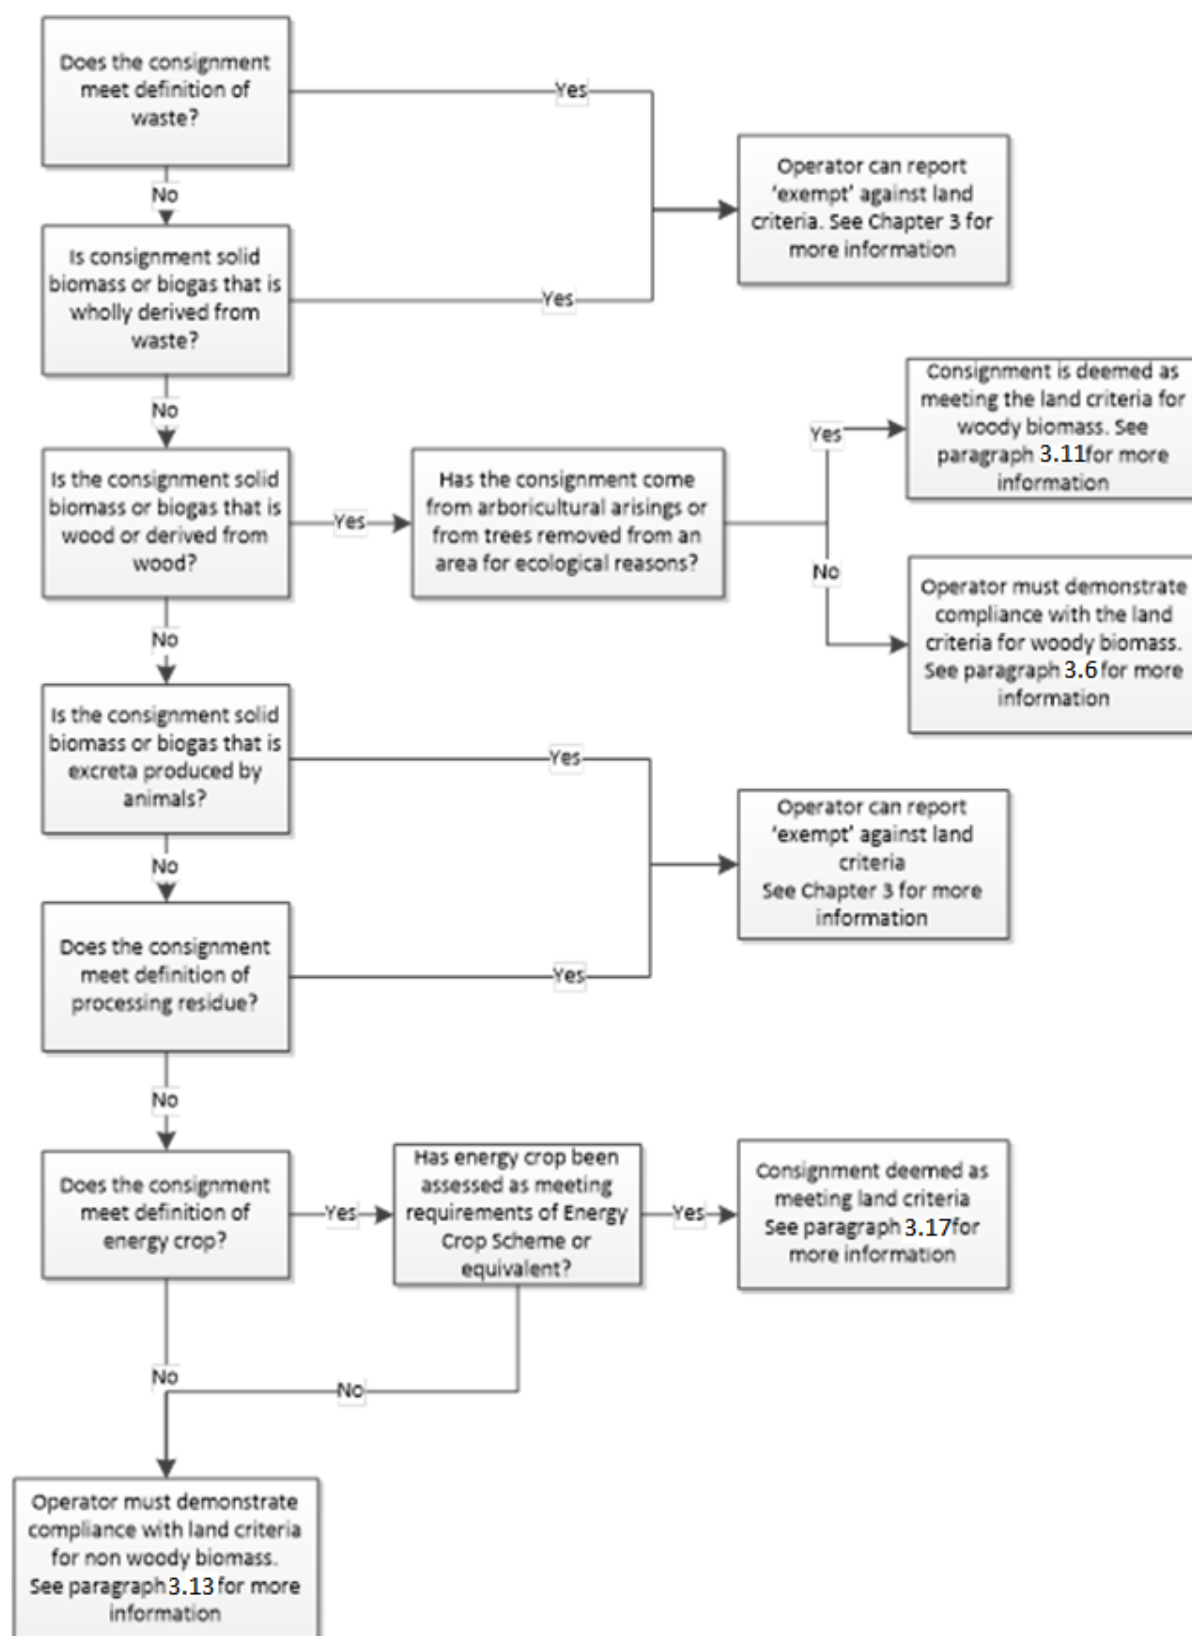 Does the consignment
meet definition of
waste?
Yes
No
Operator can report
‘exempt’ against land
criteria. See Chapter 3 for
more information
Is consignment solid
biomass or biogas that is
wholly derived from
waste?
Yes
No
Is the consignment solid
biomass or biogas that is
wood or derived from
wood?
Yes
Has the consignment come
from arboricultural arisings or
from trees removed from an
area for ecological reasons?
Yes
Consignment is deemed as
meeting the land criteria for
woody biomass. See
paragraph 3.11for more
information
No
Operator must demonstrate
compliance with the land
criteria for woody biomass.
See paragraph 3.6 for more
information
No
Is the consignment solid
biomass or biogas that is
excreta produced by
animals?
Yes
No
Operator can report
‘exempt’ against land
criteria
See Chapter 3 for more
information
Does the consignment
meet definition of
processing residue?
Yes
No
Does the consignment
meet definition of
energy crop?
Yes
Has energy crop been
assessed as meeting
requirements of Energy
Crop Scheme or
equivalent?
Yes
Consignment deemed as
meeting land criteria
See paragraph 3.17for
more information
No
No
Operator must demonstrate
compliance with land criteria
for non woody biomass.
See paragraph 3.13 for more
information